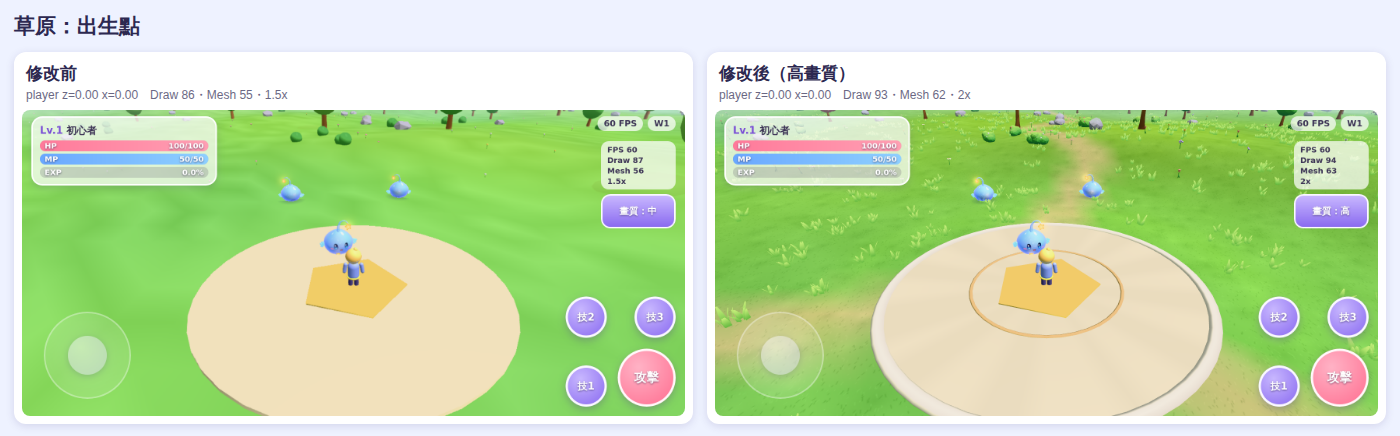 草原：出生點
修改前
player z=0.00 x=0.00 Draw 86・Mesh 55・1.5x
Lv.1 初心者
HP 100/100
MP 50/50
EXP 0.0%
60 FPS W1
FPS 60
Draw 87
Mesh 56
1.5x
畫質：中
技2 技3
技1 攻擊
修改後（高畫質）
player z=0.00 x=0.00 Draw 93・Mesh 62・2x
Lv.1 初心者
HP 100/100
MP 50/50
EXP 0.0%
60 FPS W1
FPS 60
Draw 94
Mesh 63
2x
畫質：高
技2 技3
技1 攻擊